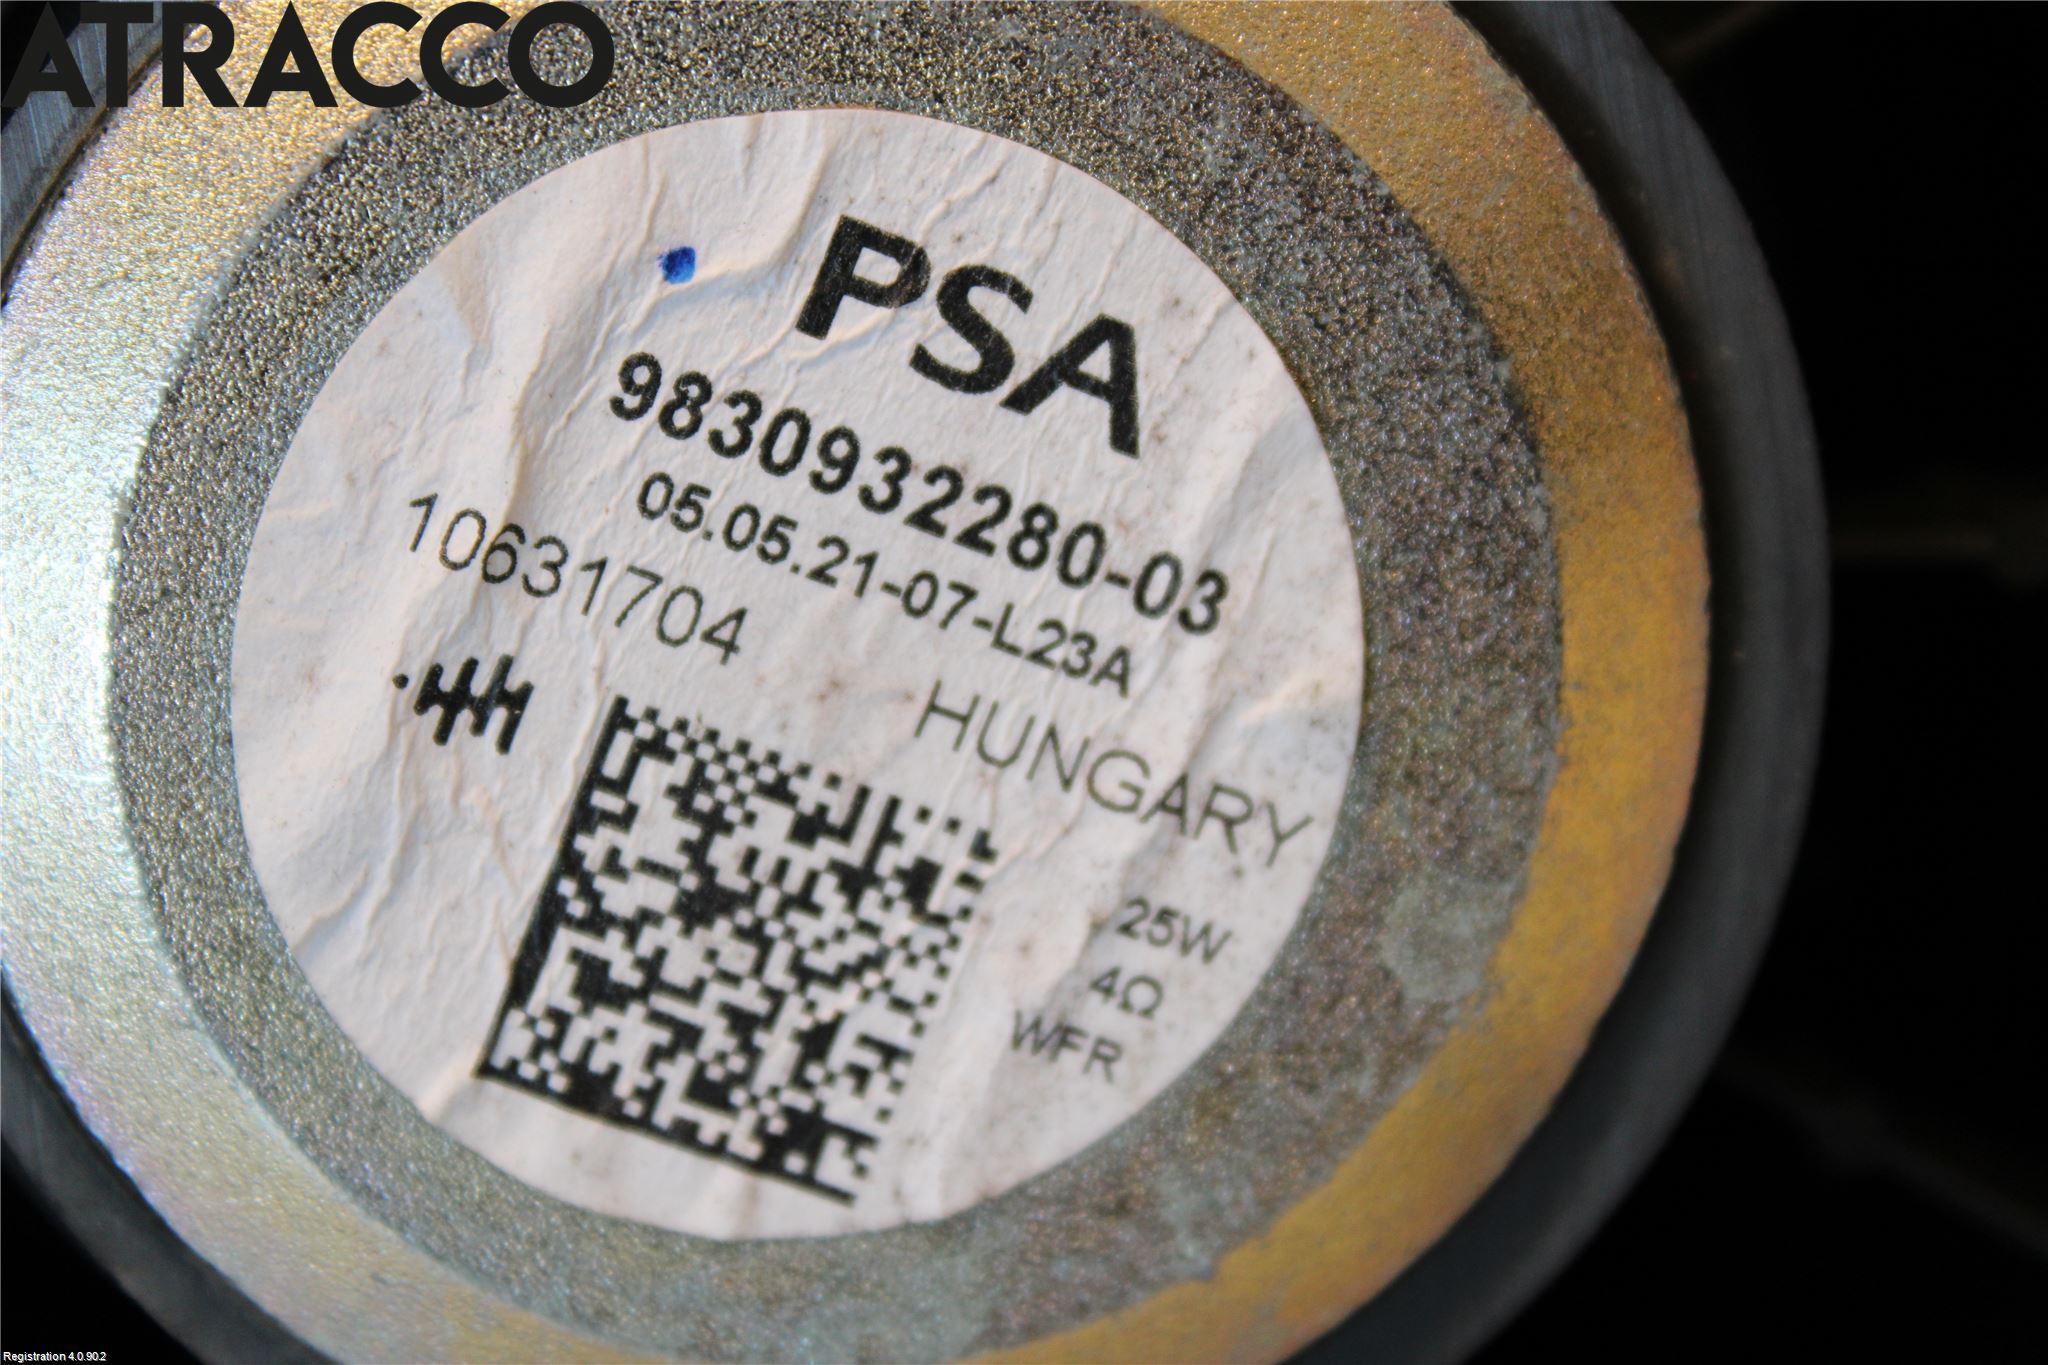 ATRACCO
PSA
9830932280-03
05.05.21-07-L23A
10631704
HUNGARY
25W
4Ω
WFR
Registration 4.0.90.2